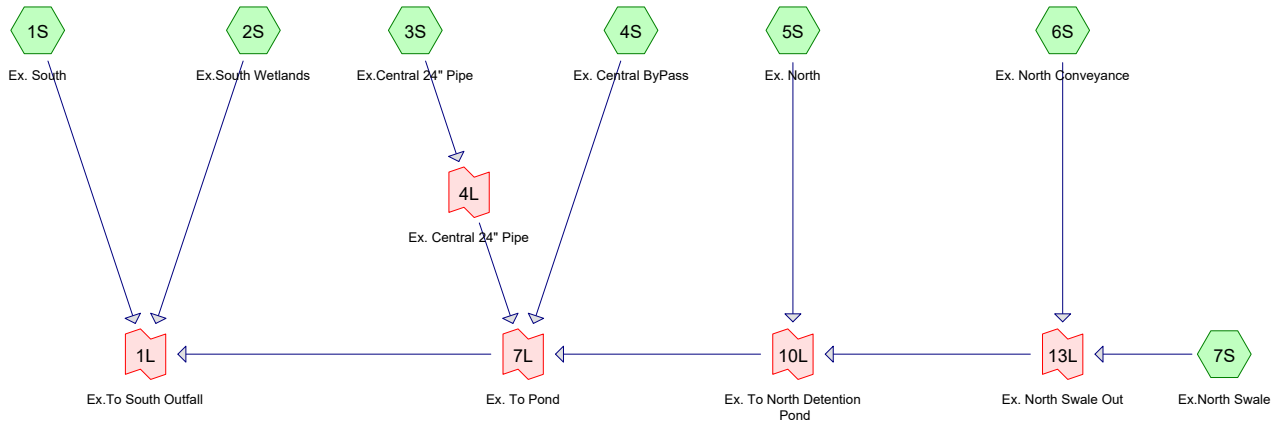 1S
2S
3S
4S
5S
6S
Ex. South
Ex.South Wetlands
Ex.Central 24" Pipe
Ex. Central ByPass
Ex. North
Ex. North Conveyance
4L
Ex. Central 24" Pipe
1L
7L
10L
13L
7S
Ex.To South Outfall
Ex. To Pond
Ex. To North Detention
Pond
Ex. North Swale Out
Ex.North Swale